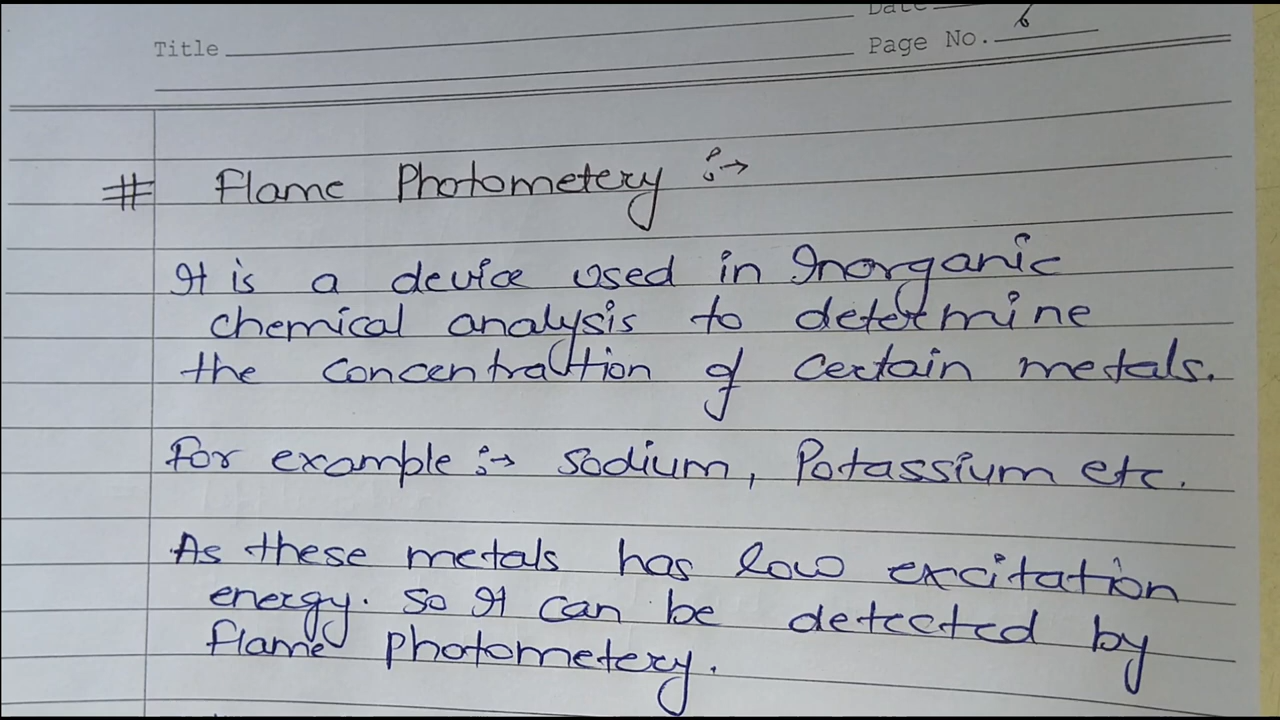 Date
Title
Page No. 6
# Flame Photometery :→
It is a device used in Inorganic
chemical analysis to determine
the concentration of certain metals.
For example :→ Sodium, Potassium etc.
As these metals has low excitation
energy. So It can be detected by
flame photometery.